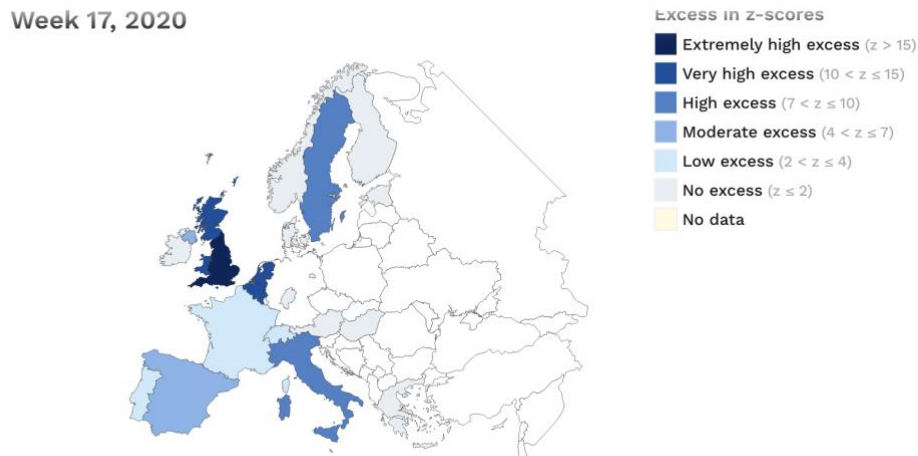 Week 17, 2020
Excess in z-scores
Extremely high excess (z > 15)
Very high excess (10 < z ≤ 15)
High excess (7 < z ≤ 10)
Moderate excess (4 < z ≤ 7)
Low excess (2 < z ≤ 4)
No excess (z ≤ 2)
No data